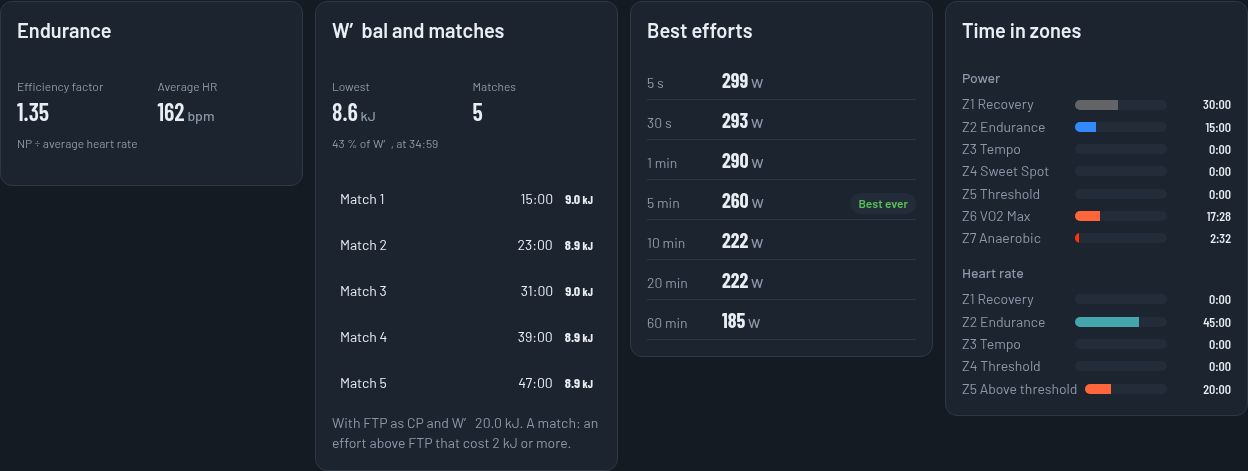 Endurance
Efficiency factor
Average HR
1.35
162 bpm
NP ÷ average heart rate
W′ bal and matches
Lowest
Matches
8.6 kJ
5
43 % of W′ , at 34:59
Match 1 15:00 9.0 kJ
Match 2 23:00 8.9 kJ
Match 3 31:00 9.0 kJ
Match 4 39:00 8.9 kJ
Match 5 47:00 8.9 kJ
With FTP as CP and W′ 20.0 kJ. A match: an
effort above FTP that cost 2 kJ or more.
Best efforts
5 s 299 W
30 s 293 W
1 min 290 W
5 min 260 W Best ever
10 min 222 W
20 min 222 W
60 min 185 W
Time in zones
Power
Z1 Recovery 30:00
Z2 Endurance 15:00
Z3 Tempo 0:00
Z4 Sweet Spot 0:00
Z5 Threshold 0:00
Z6 VO2 Max 17:28
Z7 Anaerobic 2:32
Heart rate
Z1 Recovery 0:00
Z2 Endurance 45:00
Z3 Tempo 0:00
Z4 Threshold 0:00
Z5 Above threshold 20:00